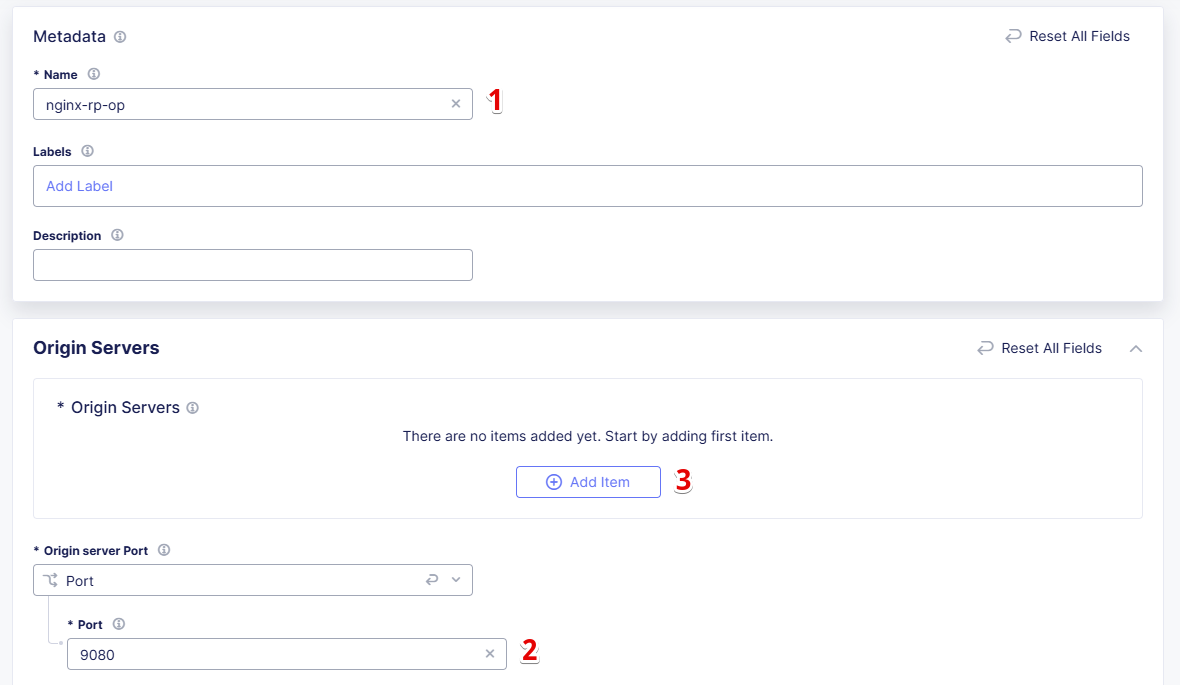 Metadata
Reset All Fields
* Name
nginx-rp-op
1
Labels
Add Label
Description
Origin Servers
Reset All Fields
* Origin Servers
There are no items added yet. Start by adding first item.
Add Item
3
* Origin server Port
Port
* Port
9080
2